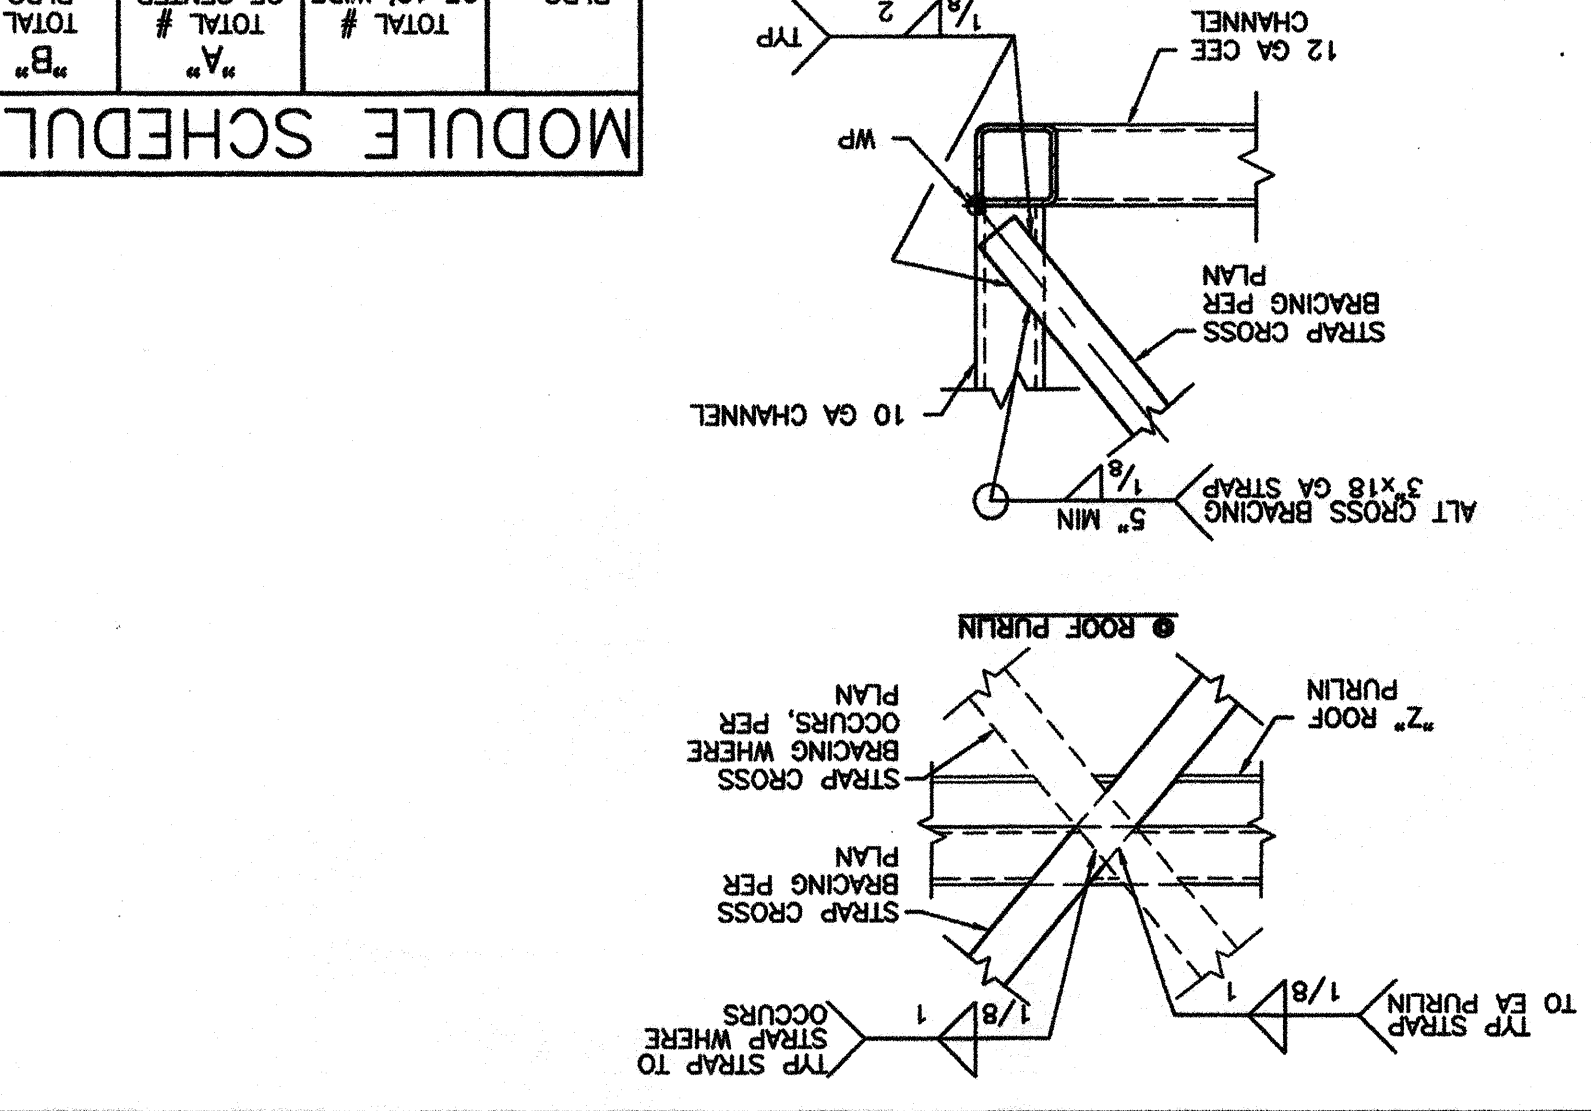 TYP STRAP
TO EA PURLIN
1/8
1
1/8
1
TYP STRAP TO
STRAP WHERE
OCCURS
STRAP CROSS
BRACING PER
PLAN
"Z" ROOF
PURLIN
STRAP CROSS
BRACING WHERE
OCCURS, PER
PLAN
@ ROOF PURLIN
ALT CROSS BRACING
3"x18 GA STRAP
5" MIN
1/8
10 GA CHANNEL
STRAP CROSS
BRACING PER
PLAN
WP
12 GA CEE
CHANNEL
1/8
2
TYP
MODULE SCHEDUL
"A"
"B"
TOTAL #
TOTAL #
TOTAL